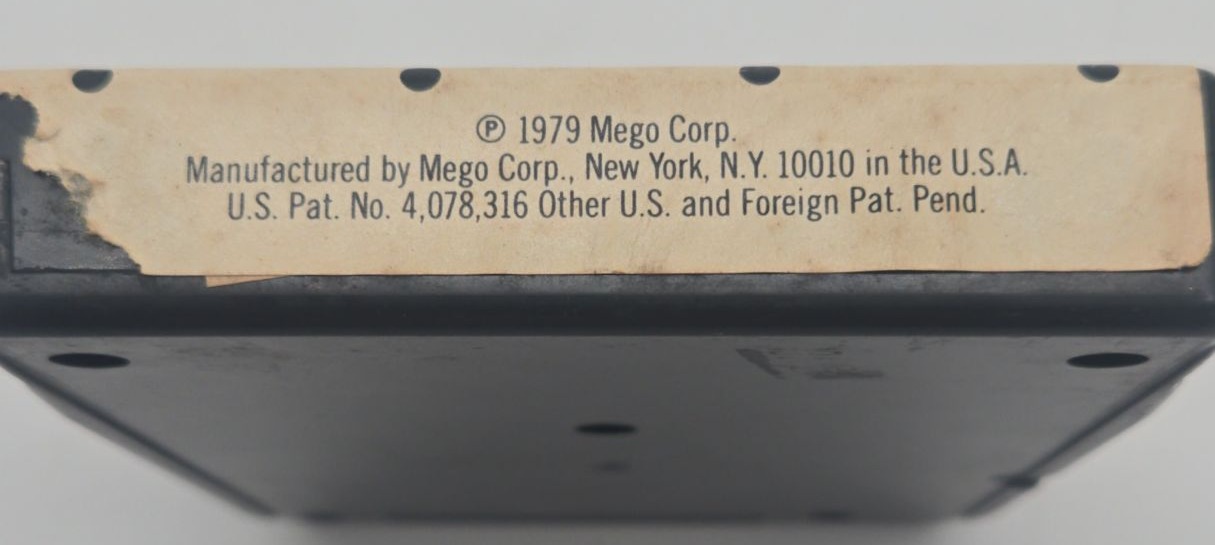 ℗ 1979 Mego Corp.
Manufactured by Mego Corp., New York, N.Y. 10010 in the U.S.A.
U.S. Pat. No. 4,078,316 Other U.S. and Foreign Pat. Pend.